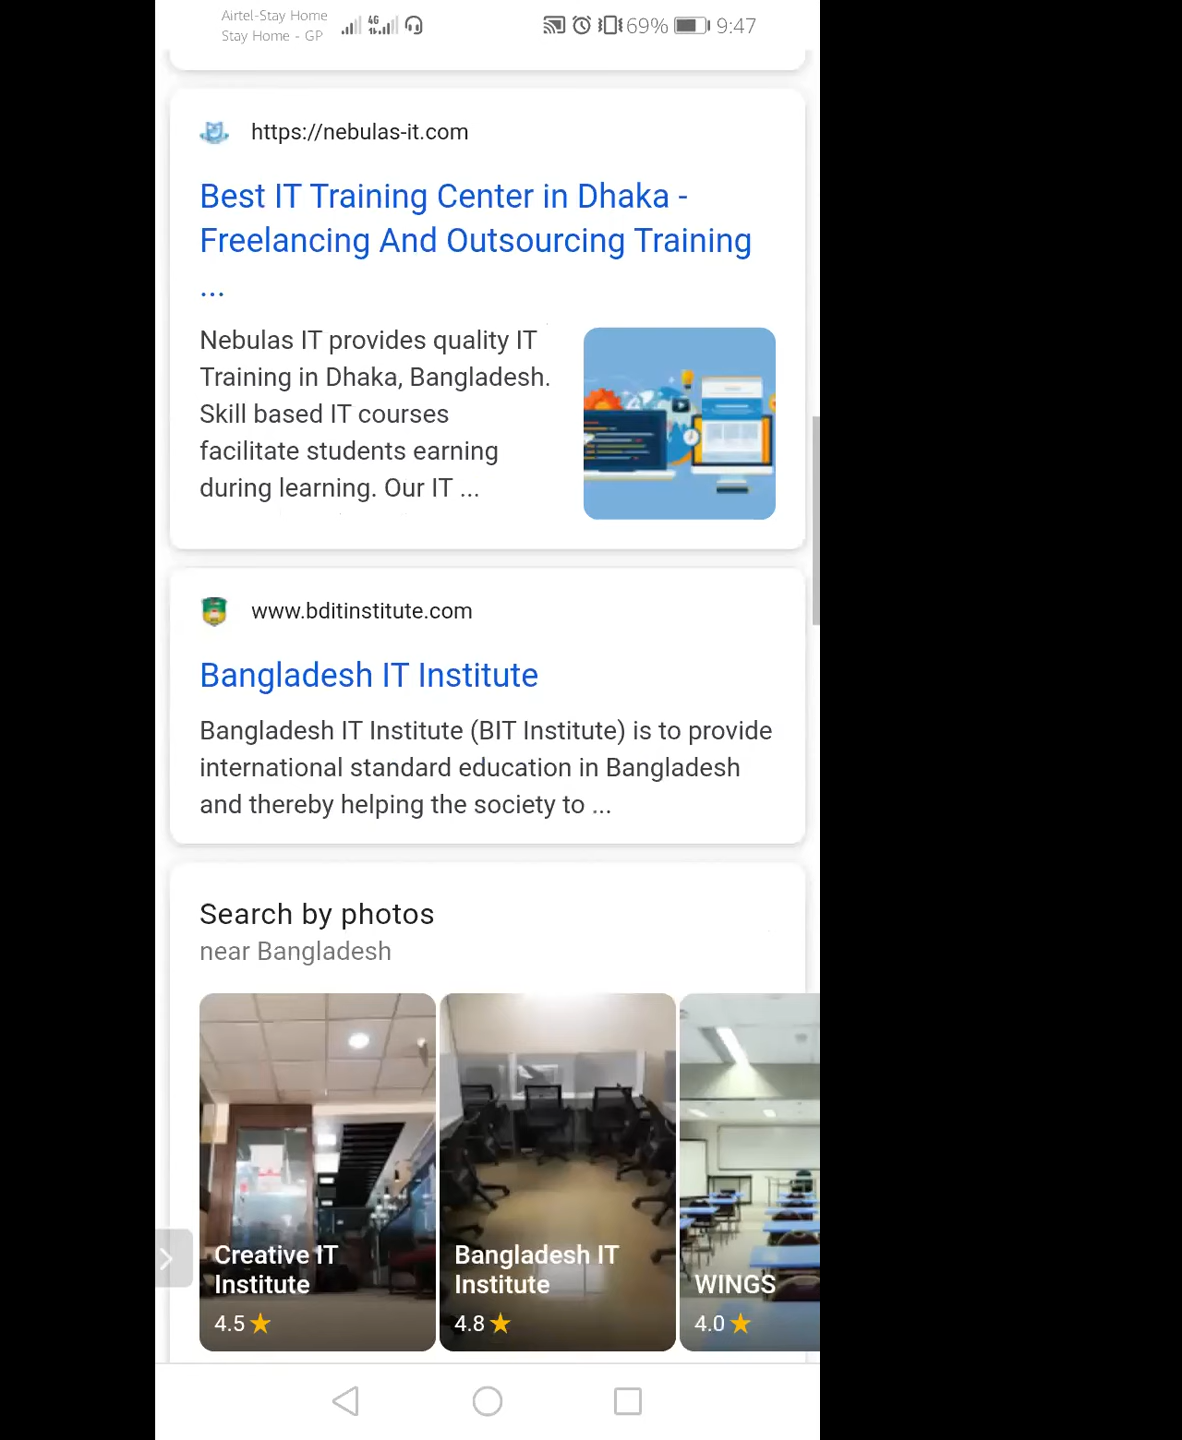 Airtel-Stay Home
Stay Home - GP
4G
69%
9:47
https://nebulas-it.com
Best IT Training Center in Dhaka -
Freelancing And Outsourcing Training
...
Nebulas IT provides quality IT
Training in Dhaka, Bangladesh.
Skill based IT courses
facilitate students earning
during learning. Our IT ...
www.bditinstitute.com
Bangladesh IT Institute
Bangladesh IT Institute (BIT Institute) is to provide
international standard education in Bangladesh
and thereby helping the society to ...
Search by photos
near Bangladesh
Creative IT
Institute
4.5
Bangladesh IT
Institute
4.8
WINGS
4.0